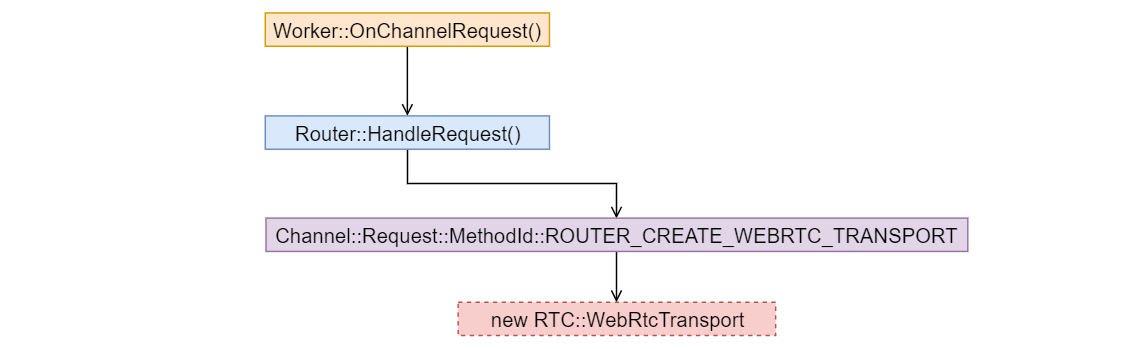 Worker::OnChannelRequest()
Router::HandleRequest()
Channel::Request::MethodId::ROUTER_CREATE_WEBRTC_TRANSPORT
new RTC::WebRtcTransport